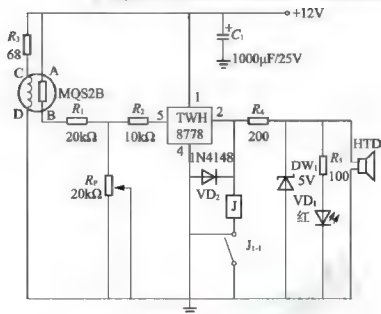 +12V
R₃
68
C
A
D
B
MQS2B
R₁
20kΩ
R₂
10kΩ
+
C₁
1000μF/25V
1
5
TWH
8778
2
4
R₄
200
1N4148
VD₂
J
J₁₋₁
R_P
20kΩ
DW₁
5V
R₅
100
VD₁
红
HTD